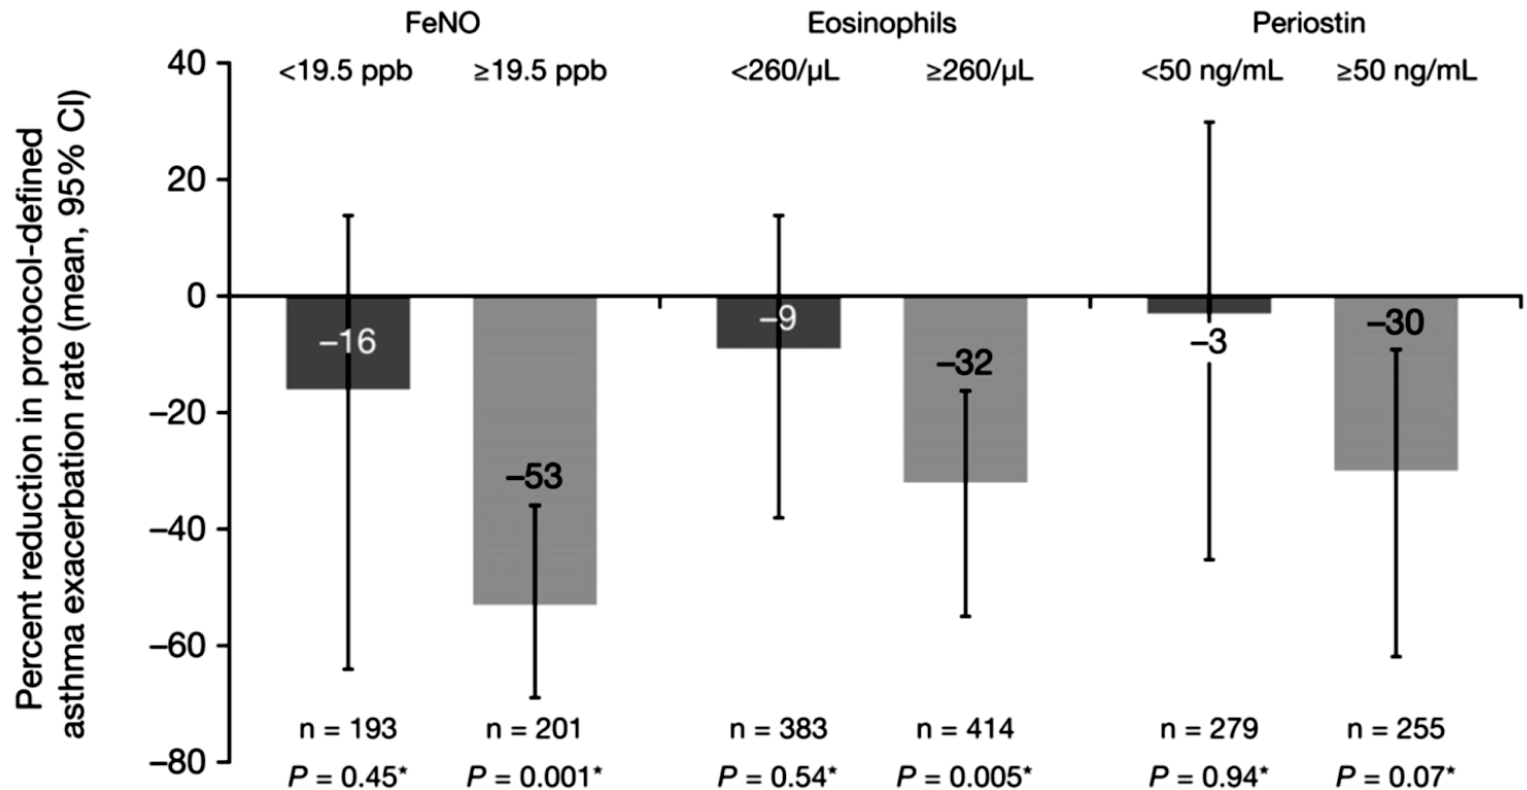 FeNO Eosinophils Periostin
<19.5 ppb ≥19.5 ppb <260/µL ≥260/µL <50 ng/mL ≥50 ng/mL
Percent reduction in protocol-defined
asthma exacerbation rate (mean, 95% CI)
40
20
0
–20
–40
–60
–80
–16
–53
–9
–32
–3
–30
n = 193 n = 201 n = 383 n = 414 n = 279 n = 255
P = 0.45* P = 0.001* P = 0.54* P = 0.005* P = 0.94* P = 0.07*